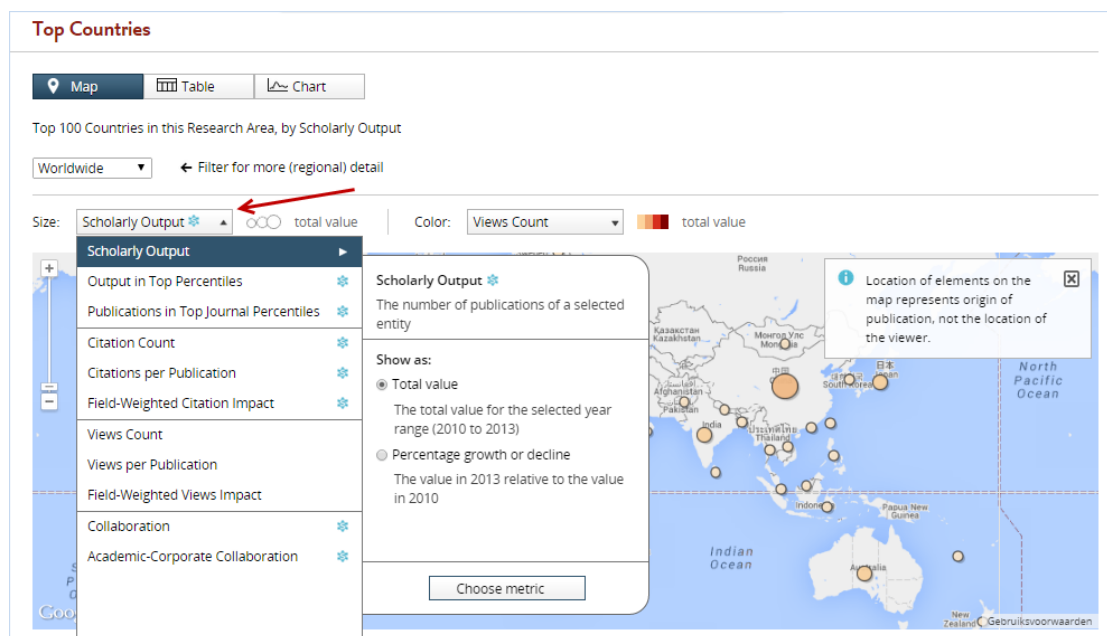 Top Countries
Map
Table
Chart
Top 100 Countries in this Research Area, by Scholarly Output
Worldwide
Filter for more (regional) detail
Size:
Scholarly Output
total value
Color:
Views Count
total value
Scholarly Output
Output in Top Percentiles
Publications in Top Journal Percentiles
Citation Count
Citations per Publication
Field-Weighted Citation Impact
Views Count
Views per Publication
Field-Weighted Views Impact
Collaboration
Academic-Corporate Collaboration
Scholarly Output
The number of publications of a selected
entity
Show as:
Total value
The total value for the selected year
range (2010 to 2013)
Percentage growth or decline
The value in 2013 relative to the value
in 2010
Choose metric
Location of elements on the
map represents origin of
publication, not the location of
the viewer.
Россия
Russia
Казахстан
Kazakhstan
Монгол Улс
Mongolia
中国
日本
Japan
South Korea
Afghanistan
Pakistan
India
Thailand
North
Pacific
Ocean
Papua New
Guinea
Indian
Ocean
Australia
New
Zealand
Gebruiksvoorwaarden